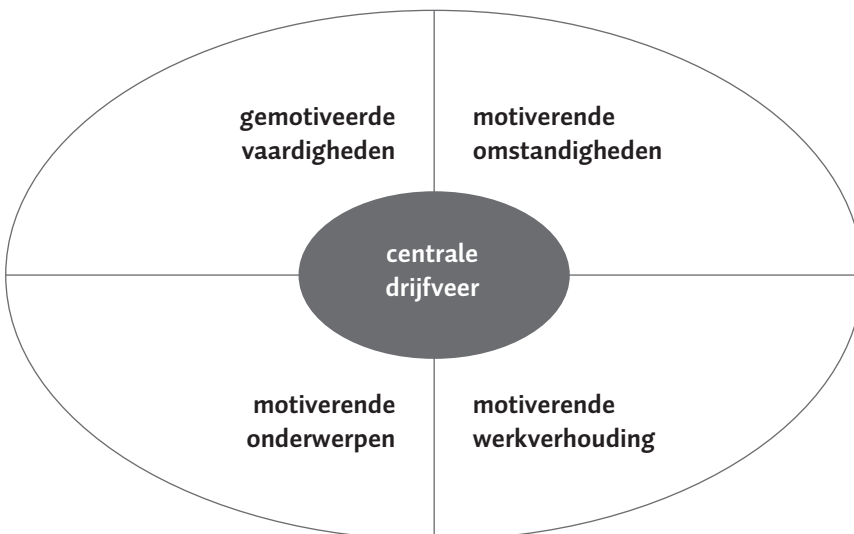 gemotiveerde
vaardigheden
motiverende
omstandigheden
centrale
drijfveer
motiverende
onderwerpen
motiverende
werkverhouding